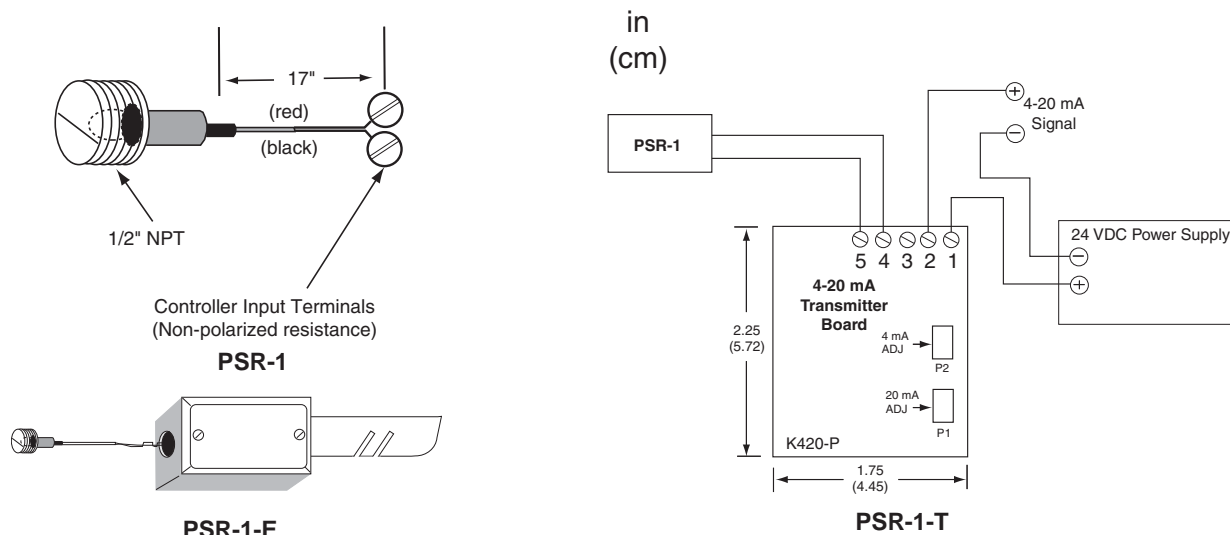 in
(cm)
17"
(red)
(black)
1/2" NPT
Controller Input Terminals
(Non-polarized resistance)
PSR-1
PSR-1-E
PSR-1
4-20 mA
Signal
24 VDC Power Supply
5 4 3 2 1
4-20 mA
Transmitter
Board
2.25
(5.72)
4 mA
ADJ
P2
20 mA
ADJ
P1
K420-P
1.75
(4.45)
PSR-1-T